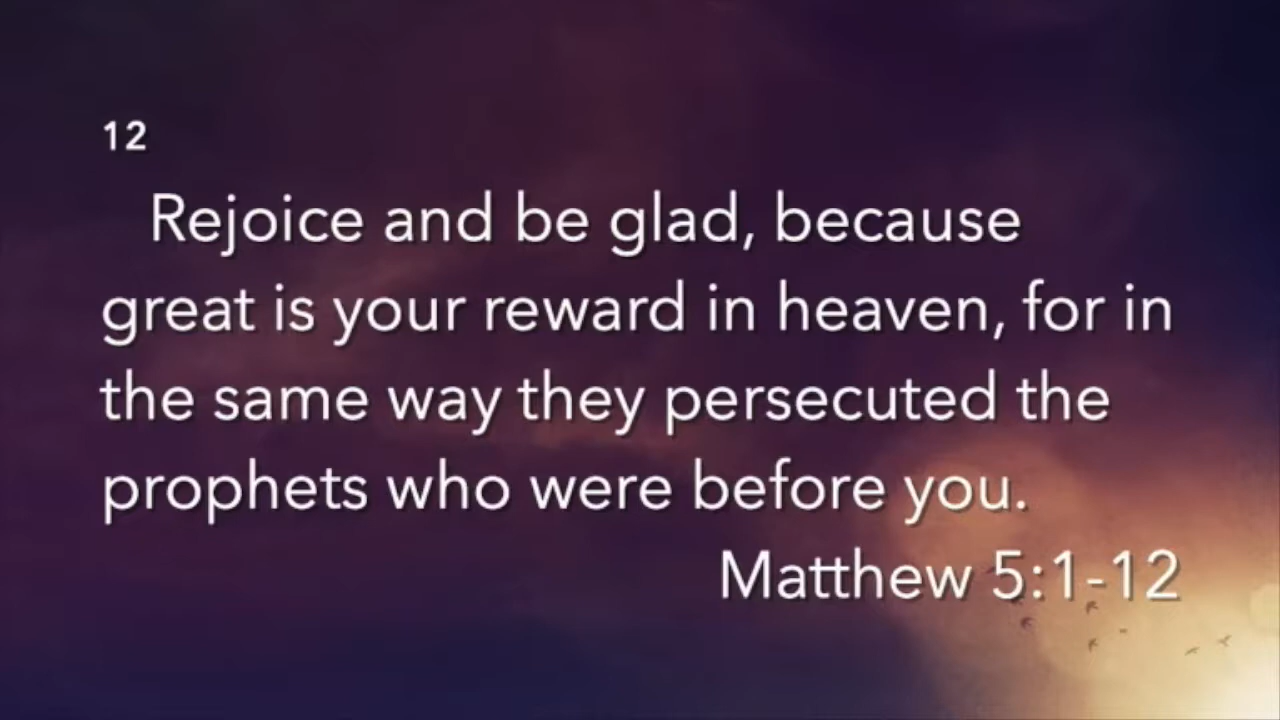 12
Rejoice and be glad, because
great is your reward in heaven, for in
the same way they persecuted the
prophets who were before you.
Matthew 5:1-12